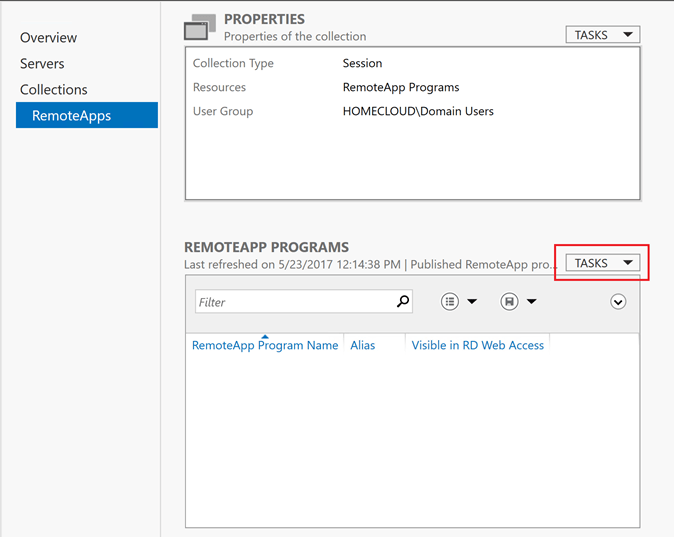 Overview
Servers
Collections
RemoteApps
PROPERTIES
Properties of the collection
TASKS
Collection Type Session
Resources RemoteApp Programs
User Group HOMECLOUD\Domain Users
REMOTEAPP PROGRAMS
Last refreshed on 5/23/2017 12:14:38 PM | Published RemoteApp pro...
TASKS
Filter
RemoteApp Program Name Alias Visible in RD Web Access